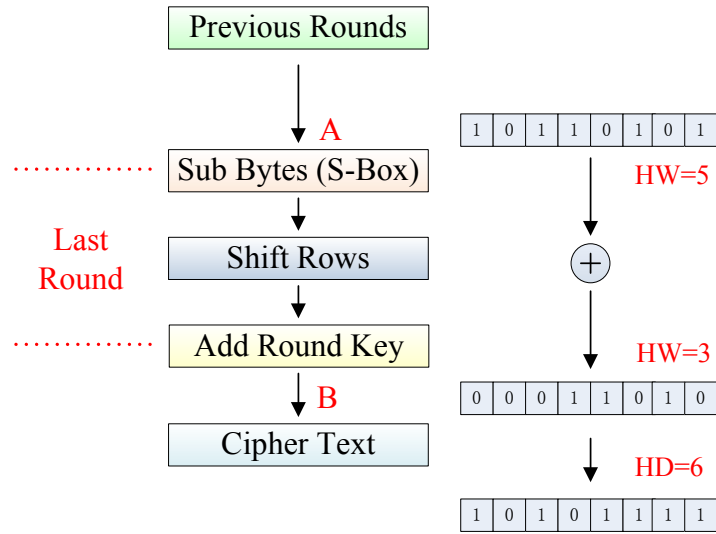 Previous Rounds
A
Sub Bytes (S-Box)
Last
Round
Shift Rows
Add Round Key
B
Cipher Text
1 0 1 1 0 1 0 1
HW=5
+
HW=3
0 0 0 1 1 0 1 0
HD=6
1 0 1 0 1 1 1 1